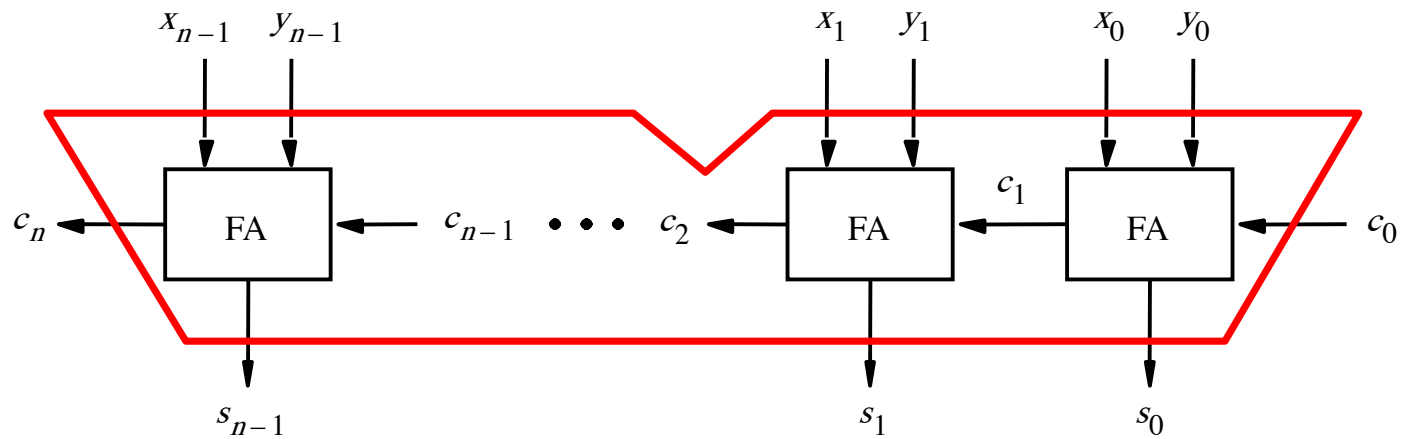 x_{n−1} y_{n−1} x_1 y_1 x_0 y_0
c_1
c_n FA c_{n−1} • • • c_2 FA FA c_0
s_{n−1} s_1 s_0